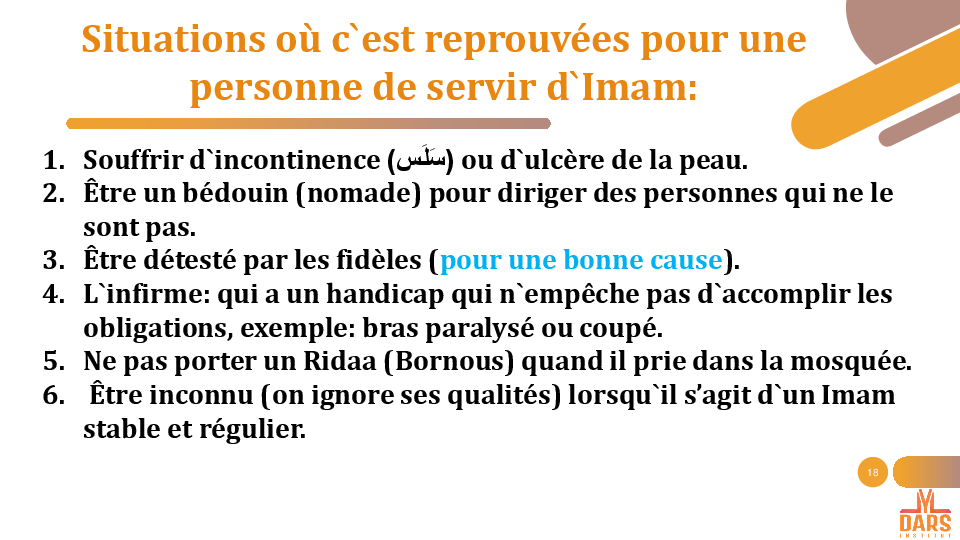 Situations où c`est reprouvées pour une
personne de servir d`Imam:
1. Souffrir d`incontinence (سَلَس) ou d`ulcère de la peau.
2. Être un bédouin (nomade) pour diriger des personnes qui ne le
sont pas.
3. Être détesté par les fidèles (pour une bonne cause).
4. L`infirme: qui a un handicap qui n`empêche pas d`accomplir les
obligations, exemple: bras paralysé ou coupé.
5. Ne pas porter un Ridaa (Bornous) quand il prie dans la mosquée.
6. Être inconnu (on ignore ses qualités) lorsqu`il s’agit d`un Imam
stable et régulier.
18
DARS
INSTITUT